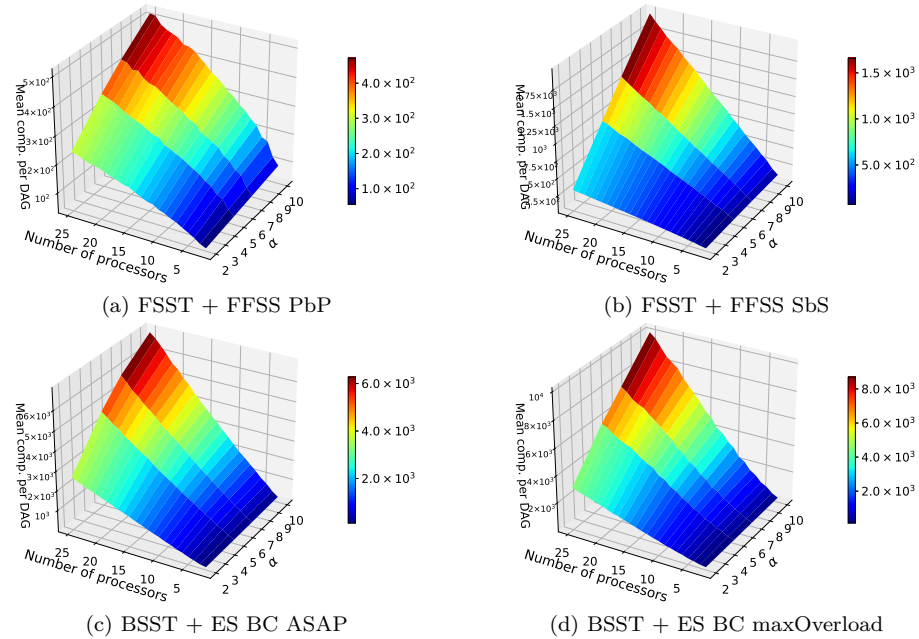 5×10²
4×10²
3×10²
2×10²
10²
Mean comp. per DAG
25
20
15
10
5
Number of processors
2 3 4 5 6 7 8 9 10
α
4.0 × 10²
3.0 × 10²
2.0 × 10²
1.0 × 10²
(a) FSST + FFSS PbP
1.5×10³
1.25×10³
10³
7.5×10²
5×10²
Mean comp. per DAG
25
20
15
10
5
Number of processors
2 3 4 5 6 7 8 9 10
α
1.5 × 10³
1.0 × 10³
5.0 × 10²
(b) FSST + FFSS SbS
6×10³
5×10³
4×10³
3×10³
2×10³
10³
Mean comp. per DAG
25
20
15
10
5
Number of processors
2 3 4 5 6 7 8 9 10
α
6.0 × 10³
4.0 × 10³
2.0 × 10³
(c) BSST + ES BC ASAP
10⁴
8×10³
6×10³
4×10³
2×10³
Mean comp. per DAG
25
20
15
10
5
Number of processors
2 3 4 5 6 7 8 9 10
α
8.0 × 10³
6.0 × 10³
4.0 × 10³
2.0 × 10³
(d) BSST + ES BC maxOverload